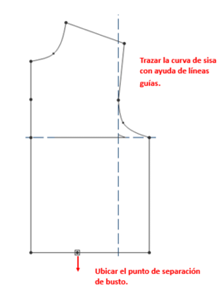 Trazar la curva de sisa
con ayuda de líneas
guías.
Ubicar el punto de separación
de busto.